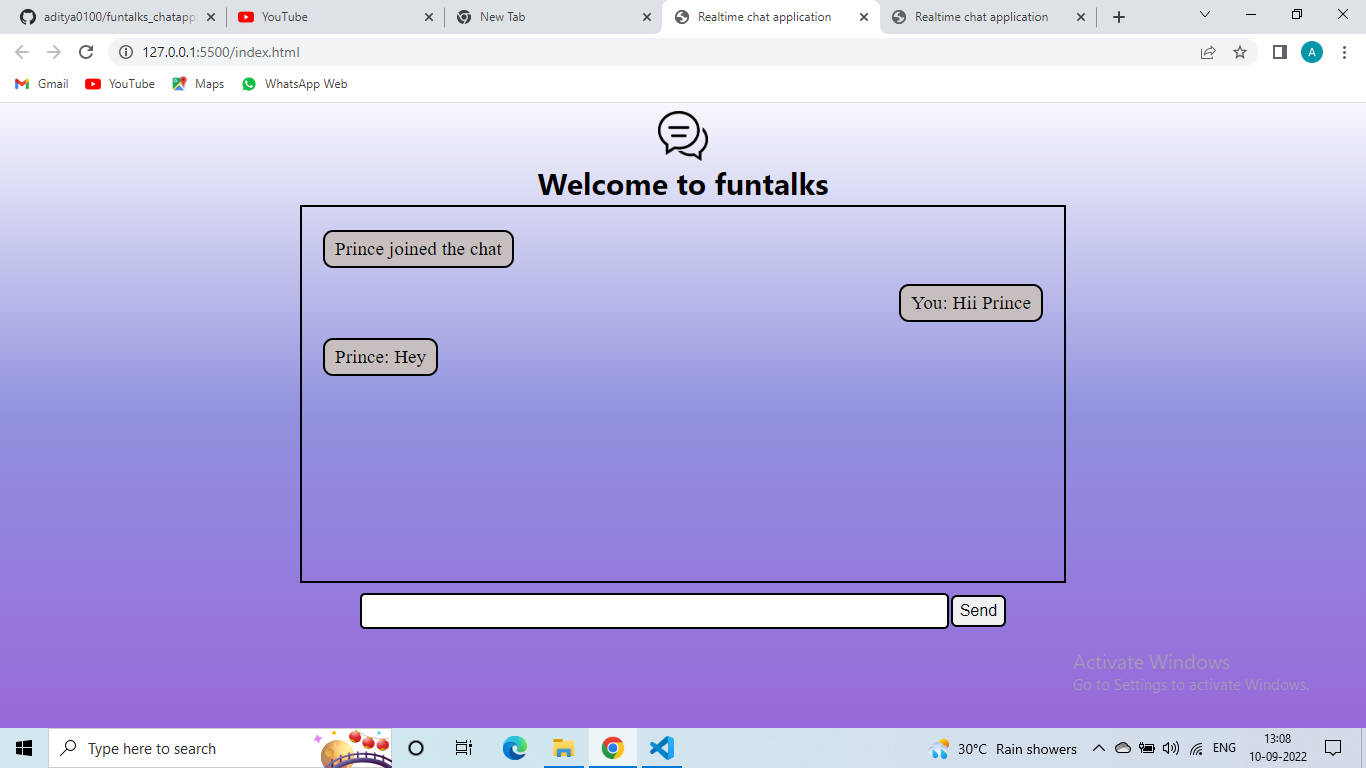 aditya0100/funtalks_chatapp
YouTube
New Tab
Realtime chat application
Realtime chat application
127.0.0.1:5500/index.html
A
Gmail
YouTube
Maps
WhatsApp Web
Welcome to funtalks
Prince joined the chat
You: Hii Prince
Prince: Hey
Send
Activate Windows
Go to Settings to activate Windows.
Type here to search
30°C Rain showers
ENG
13:08
10-09-2022